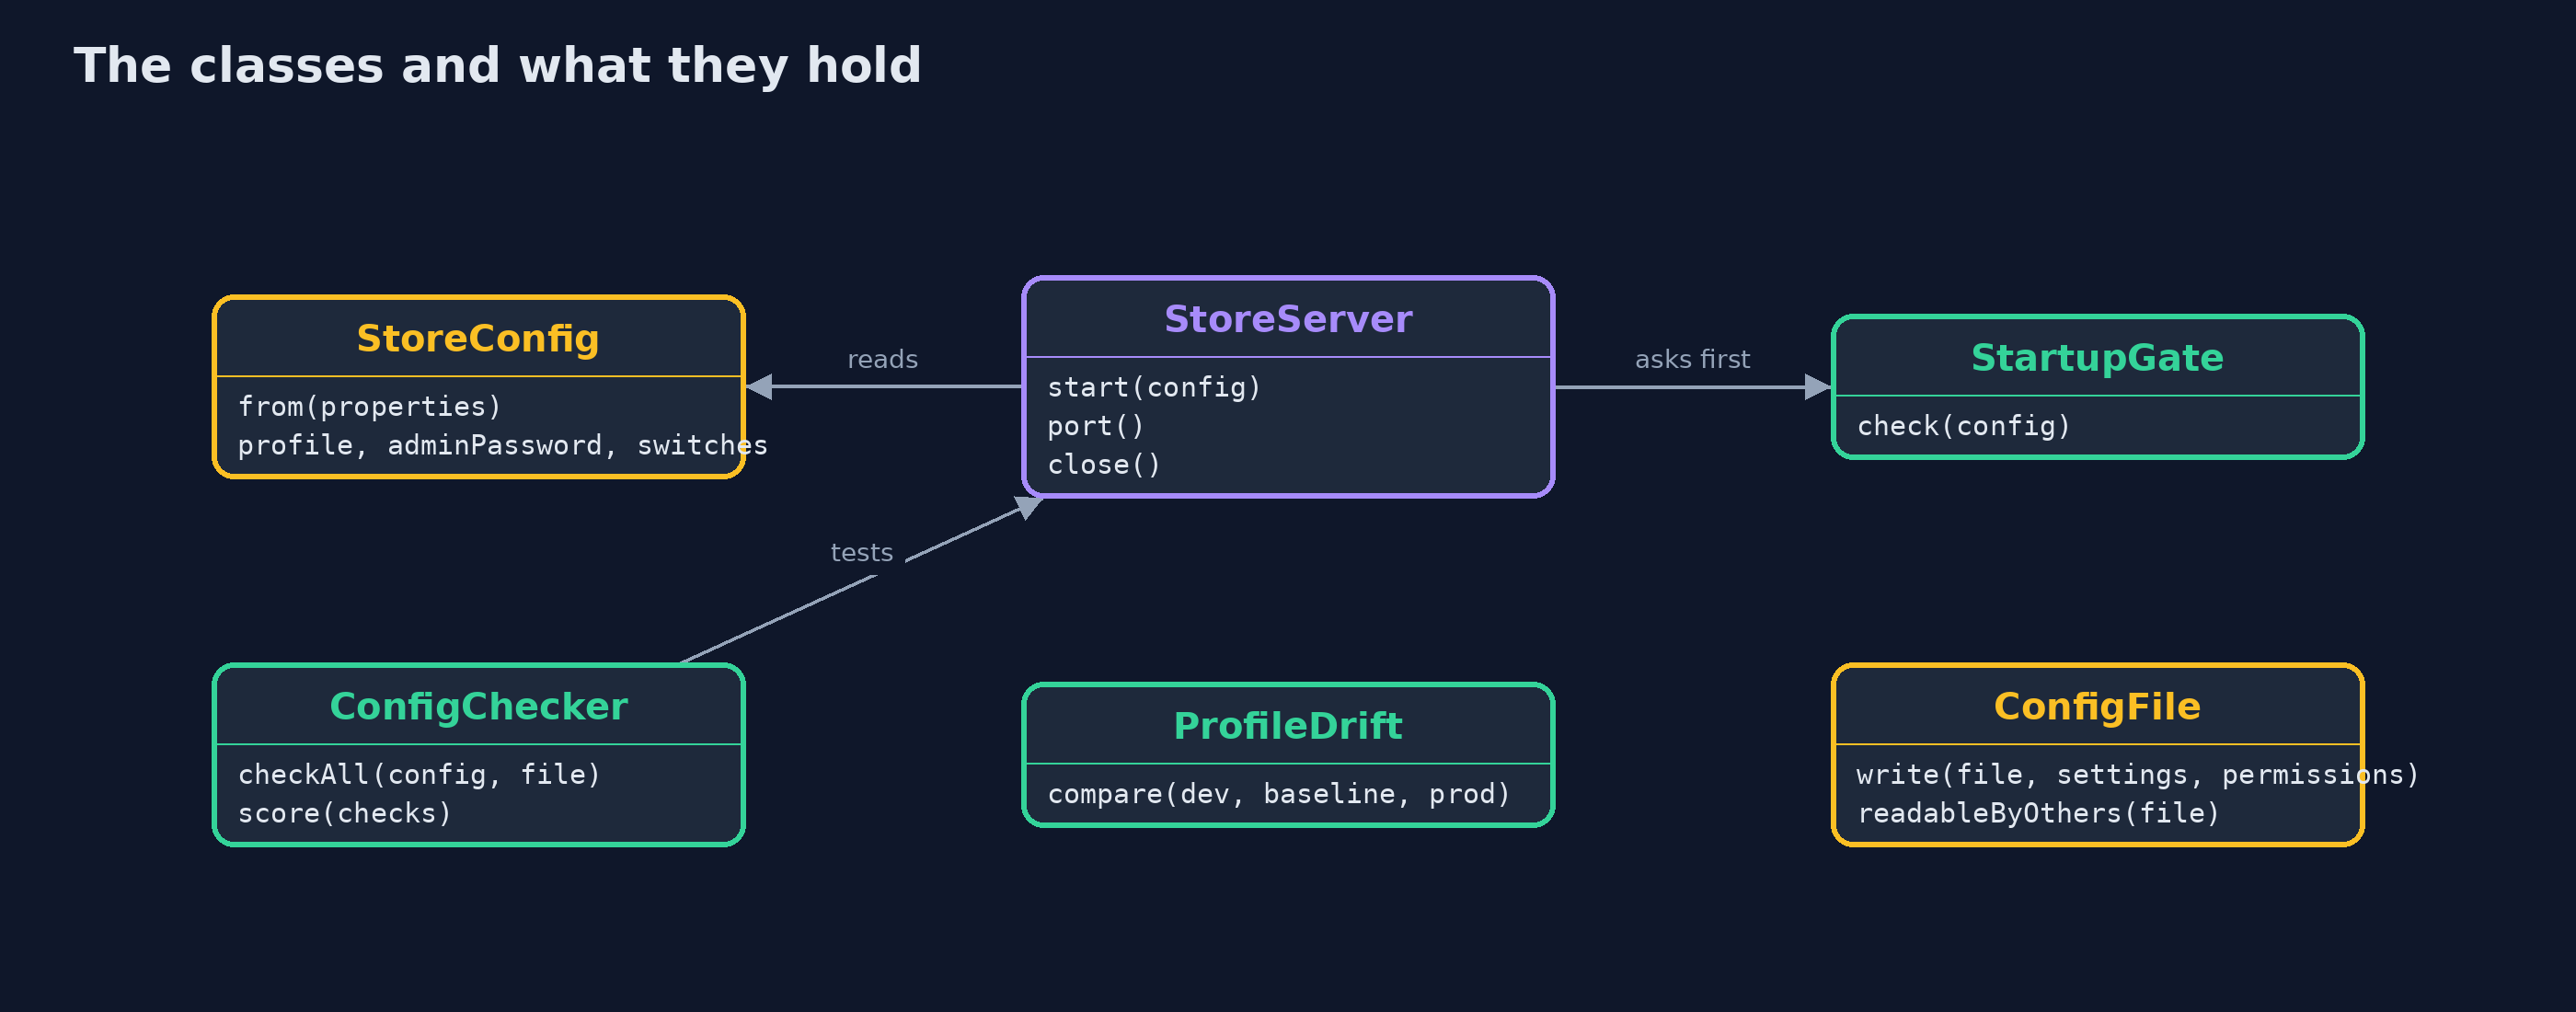 The classes and what they hold
StoreConfig
from(properties)
profile, adminPassword, switches
reads
StoreServer
start(config)
port()
close()
asks first
StartupGate
check(config)
tests
ConfigChecker
checkAll(config, file)
score(checks)
ProfileDrift
compare(dev, baseline, prod)
ConfigFile
write(file, settings, permissions)
readableByOthers(file)